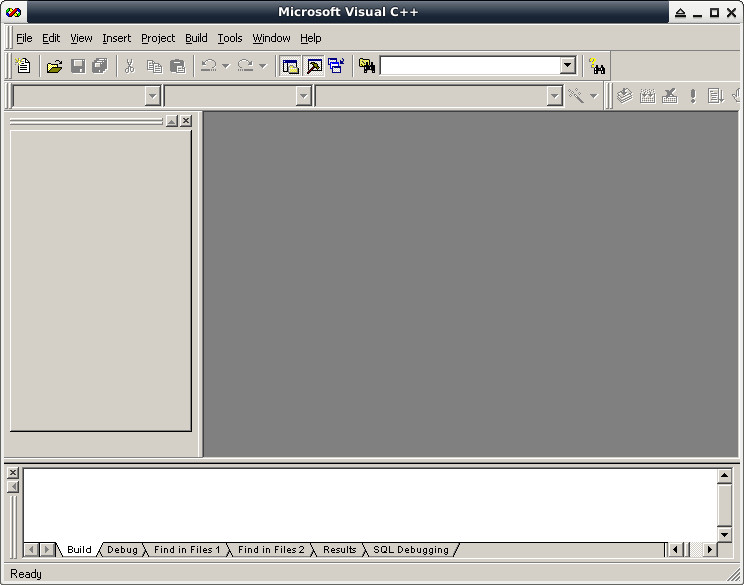 Microsoft Visual C++
File Edit View Insert Project Build Tools Window Help
Build Debug Find in Files 1 Find in Files 2 Results SQL Debugging
Ready